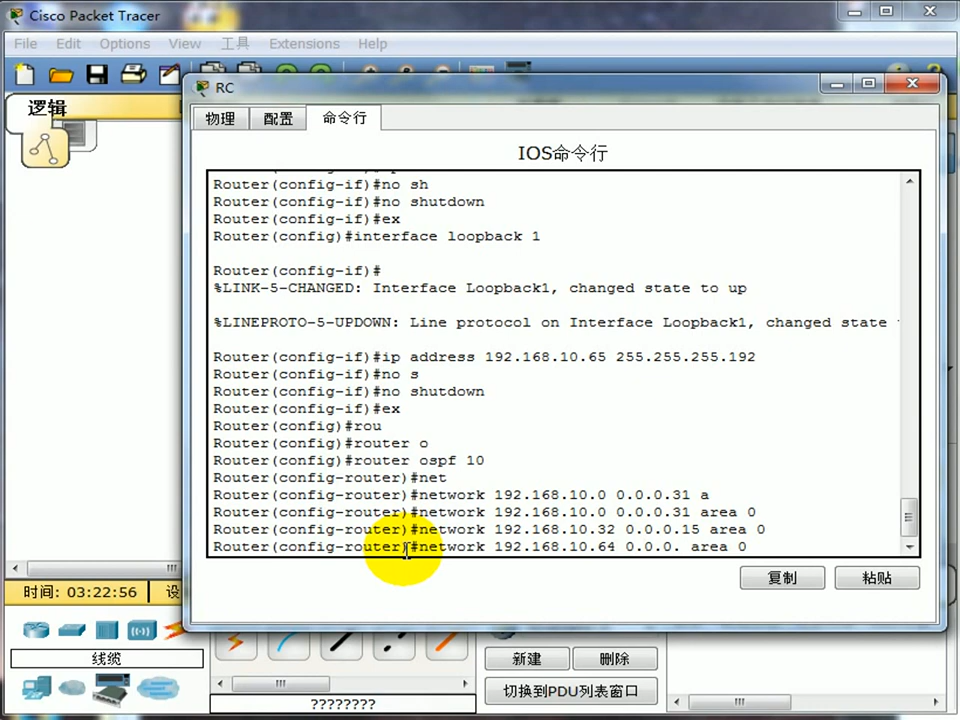 Cisco Packet Tracer
File Edit Options View 工具 Extensions Help
RC
逻辑
物理 配置 命令行
IOS命令行
Router(config-if)#no sh
Router(config-if)#no shutdown
Router(config-if)#ex
Router(config)#interface loopback 1
Router(config-if)#
%LINK-5-CHANGED: Interface Loopback1, changed state to up
%LINEPROTO-5-UPDOWN: Line protocol on Interface Loopback1, changed state
Router(config-if)#ip address 192.168.10.65 255.255.255.192
Router(config-if)#no s
Router(config-if)#no shutdown
Router(config-if)#ex
Router(config)#rou
Router(config)#router o
Router(config)#router ospf 10
Router(config-router)#net
Router(config-router)#network 192.168.10.0 0.0.0.31 a
Router(config-router)#network 192.168.10.0 0.0.0.31 area 0
Router(config-router)#network 192.168.10.32 0.0.0.15 area 0
Router(config-router)#network 192.168.10.64 0.0.0. area 0
复制 粘贴
时间: 03:22:56 设
线缆
新建 删除
切换到PDU列表窗口
????????